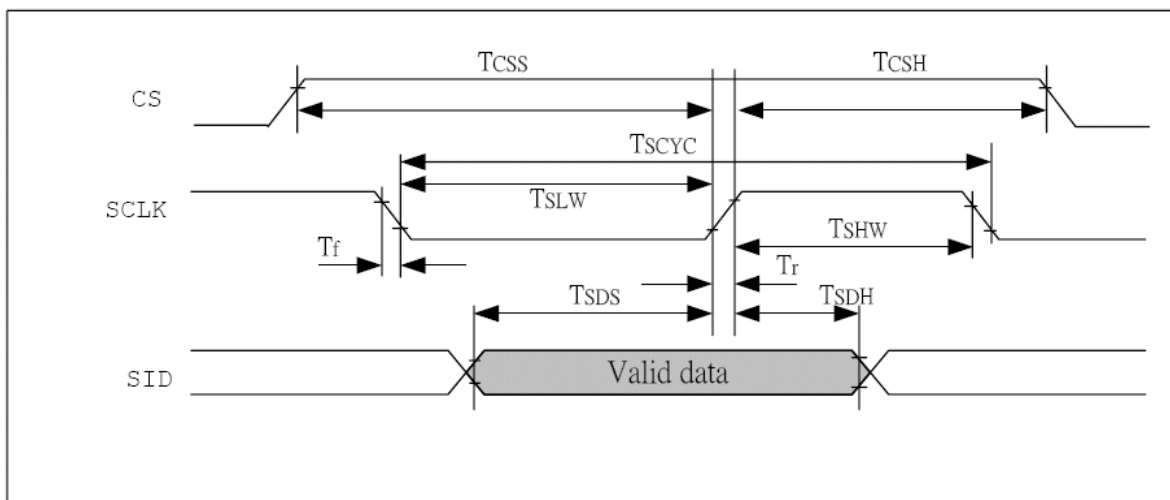 TCSS
TCSH
CS
TSCYC
TSLW
SCLK
TSHW
Tf
Tr
TSDS
TSDH
SID
Valid data